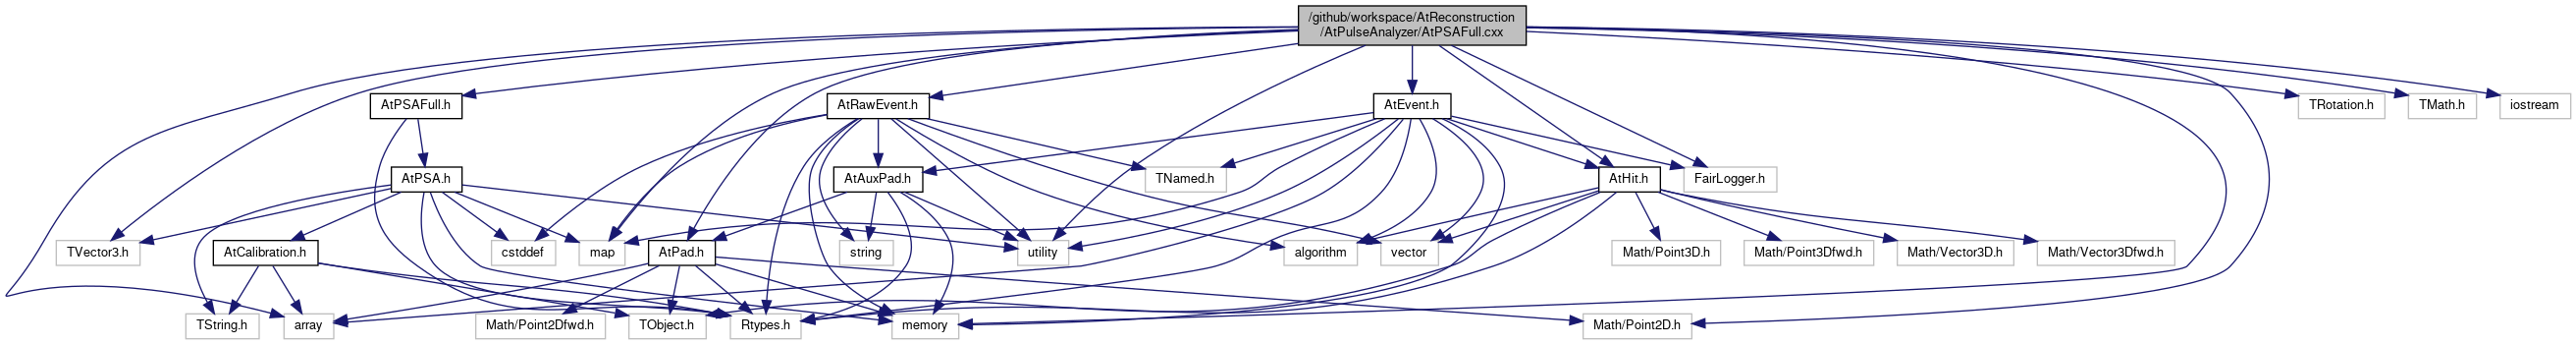 /github/workspace/AtReconstruction
/AtPulseAnalyzer/AtPSAFull.cxx
AtPSAFull.h
AtRawEvent.h
AtEvent.h
TRotation.h
TMath.h
iostream
AtPSA.h
AtAuxPad.h
TNamed.h
AtHit.h
FairLogger.h
TVector3.h
AtCalibration.h
cstddef
map
AtPad.h
string
utility
algorithm
vector
Math/Point3D.h
Math/Point3Dfwd.h
Math/Vector3D.h
Math/Vector3Dfwd.h
TString.h
array
Math/Point2Dfwd.h
TObject.h
Rtypes.h
memory
Math/Point2D.h